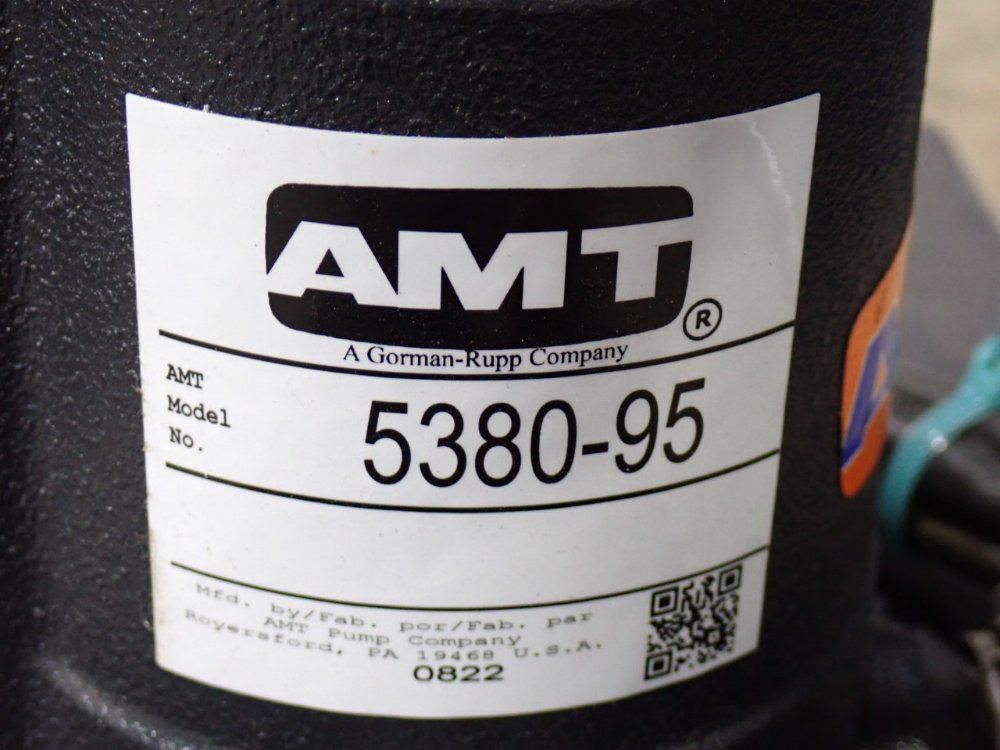 AMT
®
A Gorman-Rupp Company
AMT
Model
No.
5380-95
Mfd. by/Fab. por/Fab. par
AMT Pump Company
Royersford, PA 19468 U.S.A.
0822
A